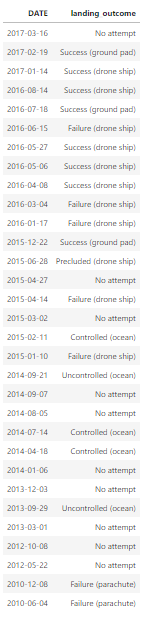 DATE landing_outcome
2017-03-16 No attempt
2017-02-19 Success (ground pad)
2017-01-14 Success (drone ship)
2016-08-14 Success (drone ship)
2016-07-18 Success (ground pad)
2016-06-15 Failure (drone ship)
2016-05-27 Success (drone ship)
2016-05-06 Success (drone ship)
2016-04-08 Success (drone ship)
2016-03-04 Failure (drone ship)
2016-01-17 Failure (drone ship)
2015-12-22 Success (ground pad)
2015-06-28 Precluded (drone ship)
2015-04-27 No attempt
2015-04-14 Failure (drone ship)
2015-03-02 No attempt
2015-02-11 Controlled (ocean)
2015-01-10 Failure (drone ship)
2014-09-21 Uncontrolled (ocean)
2014-09-07 No attempt
2014-08-05 No attempt
2014-07-14 Controlled (ocean)
2014-04-18 Controlled (ocean)
2014-01-06 No attempt
2013-12-03 No attempt
2013-09-29 Uncontrolled (ocean)
2013-03-01 No attempt
2012-10-08 No attempt
2012-05-22 No attempt
2010-12-08 Failure (parachute)
2010-06-04 Failure (parachute)